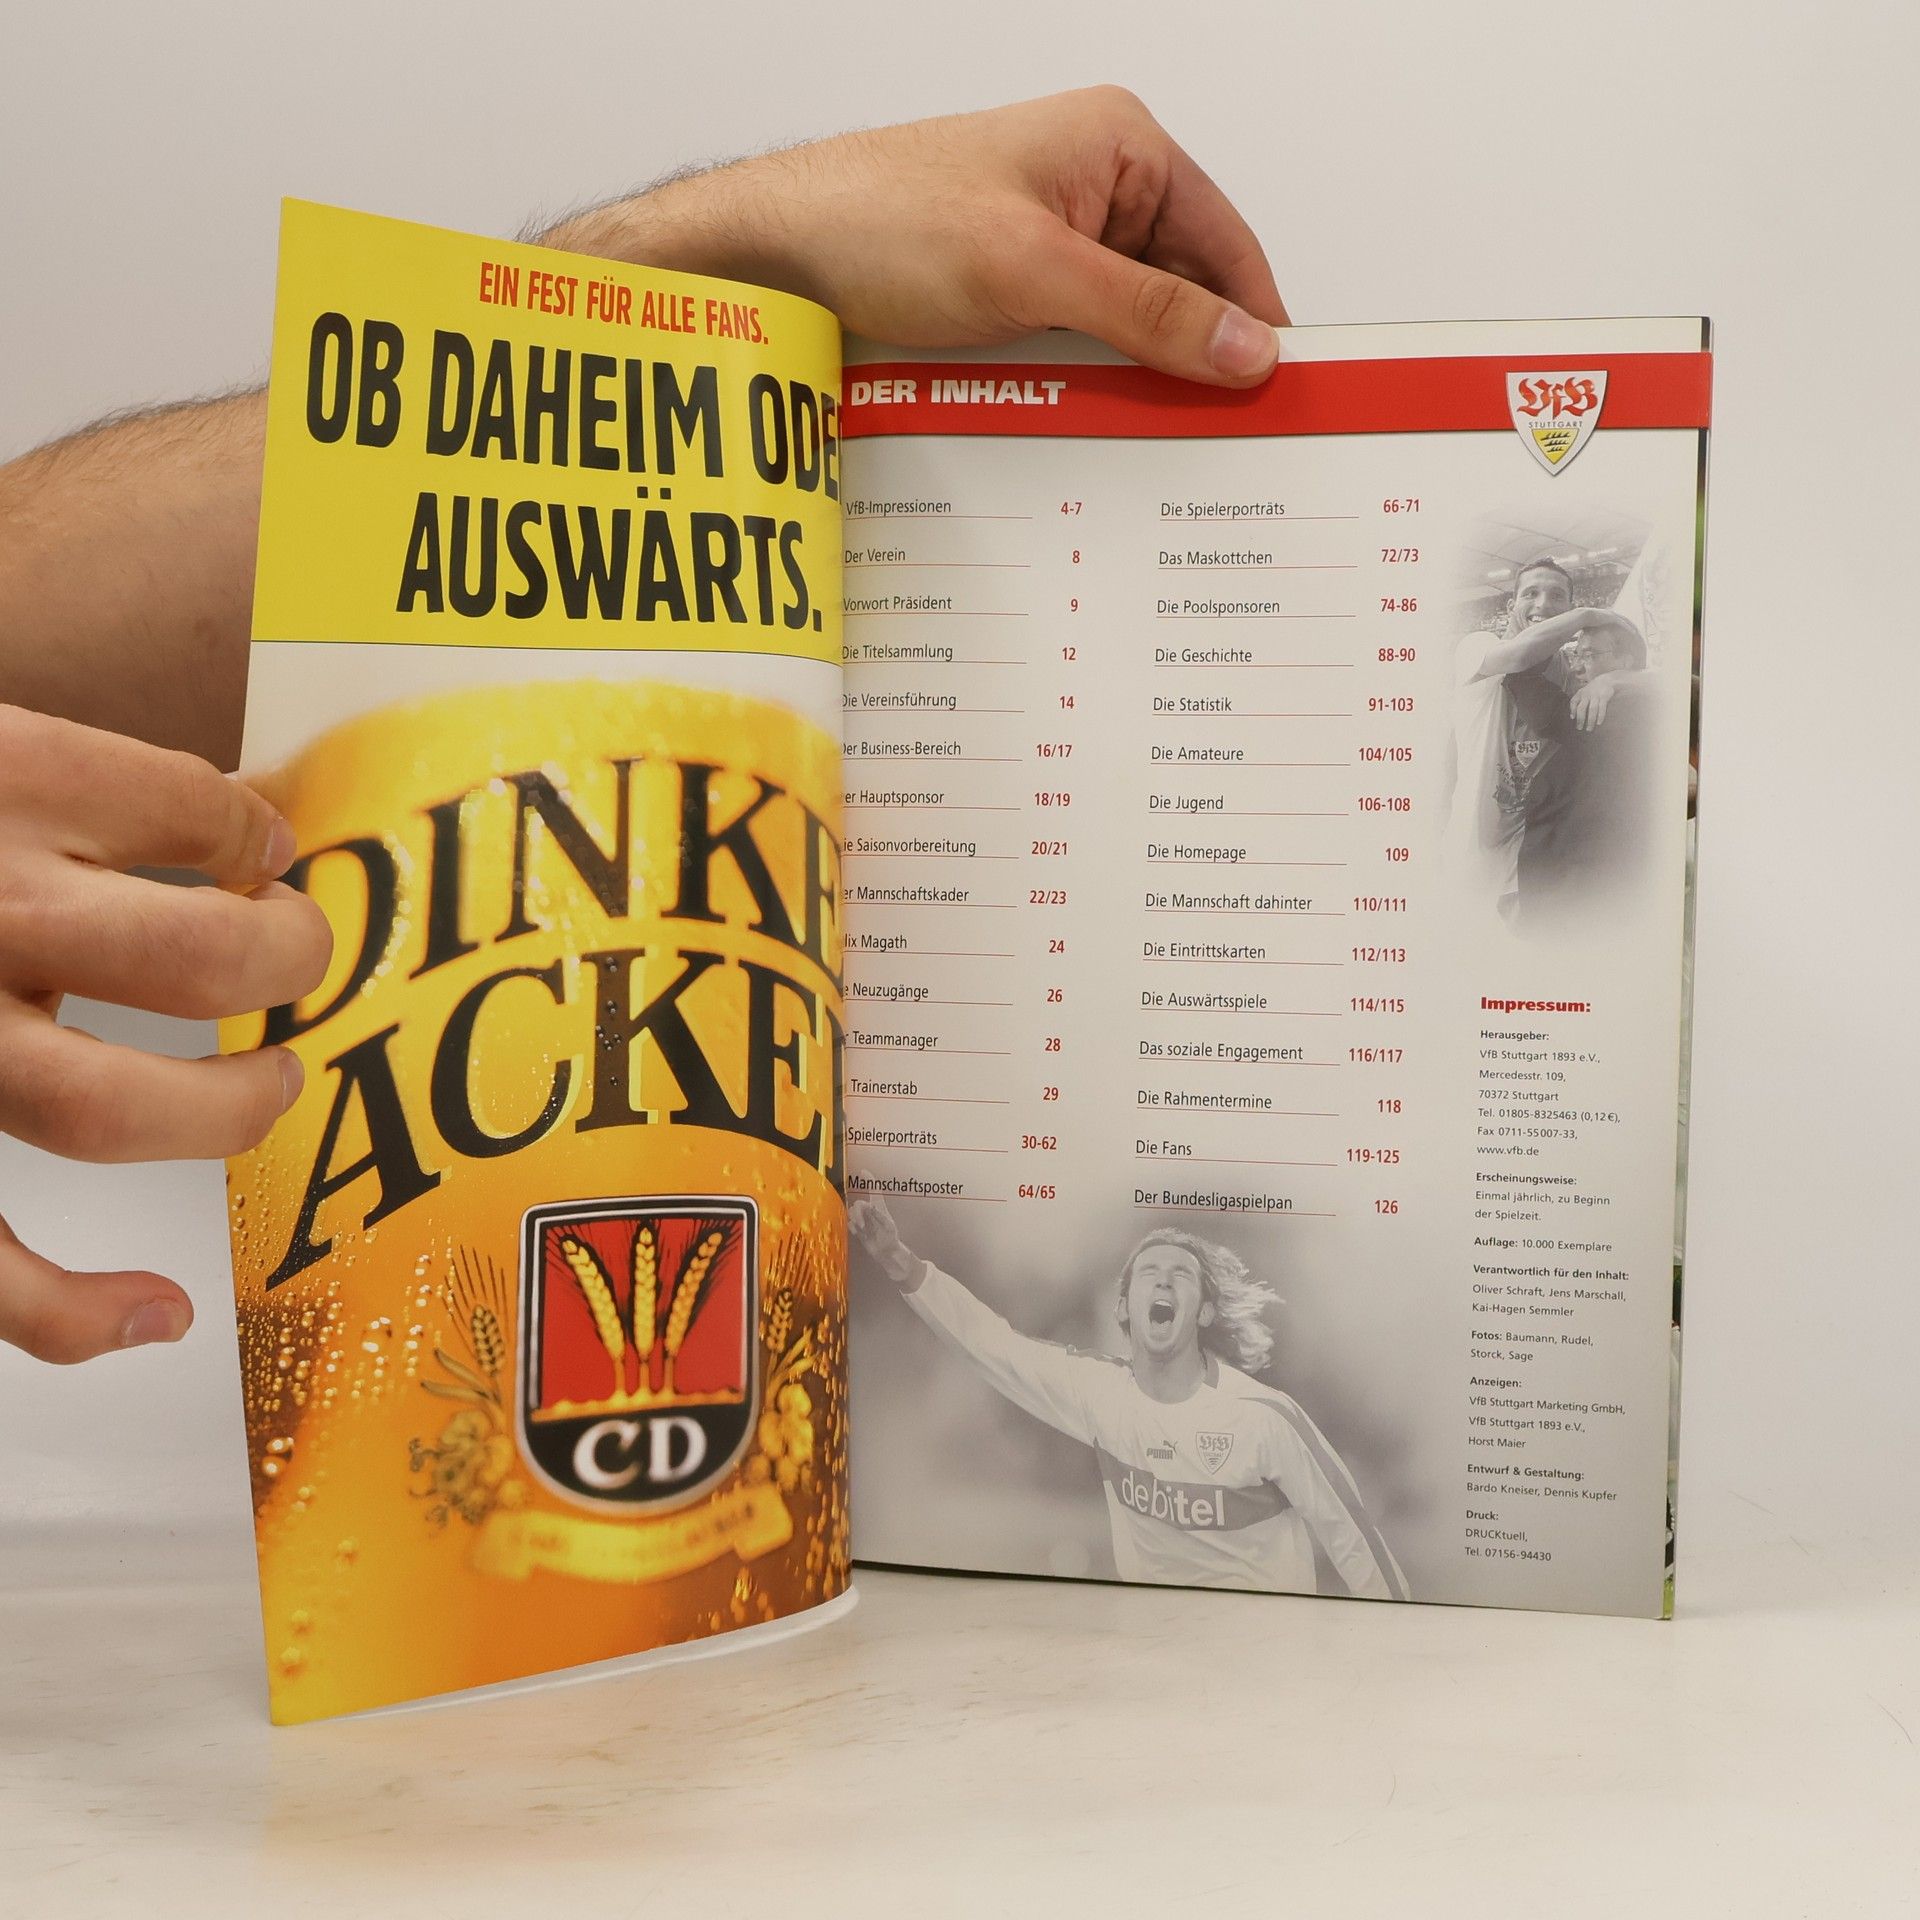 EIN FEST FÜR ALLE FANS.
OB DAHEIM ODE
AUSWÄRTS.
DINKE
ACKE
CD
DER INHALT
VfB
STUTTGART
VfB-Impressionen 4-7
Der Verein 8
Vorwort Präsident 9
Die Titelsammlung 12
Die Vereinsführung 14
Der Business-Bereich 16/17
er Hauptsponsor 18/19
ie Saisonvorbereitung 20/21
er Mannschaftskader 22/23
lix Magath 24
e Neuzugänge 26
r Teammanager 28
Trainerstab 29
Spielerporträts 30-62
Mannschaftsposter 64/65
Die Spielerporträts 66-71
Das Maskottchen 72/73
Die Poolsponsoren 74-86
Die Geschichte 88-90
Die Statistik 91-103
Die Amateure 104/105
Die Jugend 106-108
Die Homepage 109
Die Mannschaft dahinter 110/111
Die Eintrittskarten 112/113
Die Auswärtsspiele 114/115
Das soziale Engagement 116/117
Die Rahmentermine 118
Die Fans 119-125
Der Bundesligaspielpan 126
Impressum:
Herausgeber:
VfB Stuttgart 1893 e.V.,
Mercedesstr. 109,
70372 Stuttgart
Tel. 01805-8325463 (0,12 €),
Fax 0711-55007-33,
www.vfb.de
Erscheinungsweise:
Einmal jährlich, zu Beginn
der Spielzeit.
Auflage: 10.000 Exemplare
Verantwortlich für den Inhalt:
Oliver Schraft, Jens Marschall,
Kai-Hagen Semmler
Fotos: Baumann, Rudel,
Storck, Sage
Anzeigen:
VfB Stuttgart Marketing GmbH,
VfB Stuttgart 1893 e.V.,
Horst Maier
Entwurf & Gestaltung:
Bardo Kneiser, Dennis Kupfer
Druck:
DRUCKtuell,
Tel. 07156-94430
PUMA
VfB
debitel